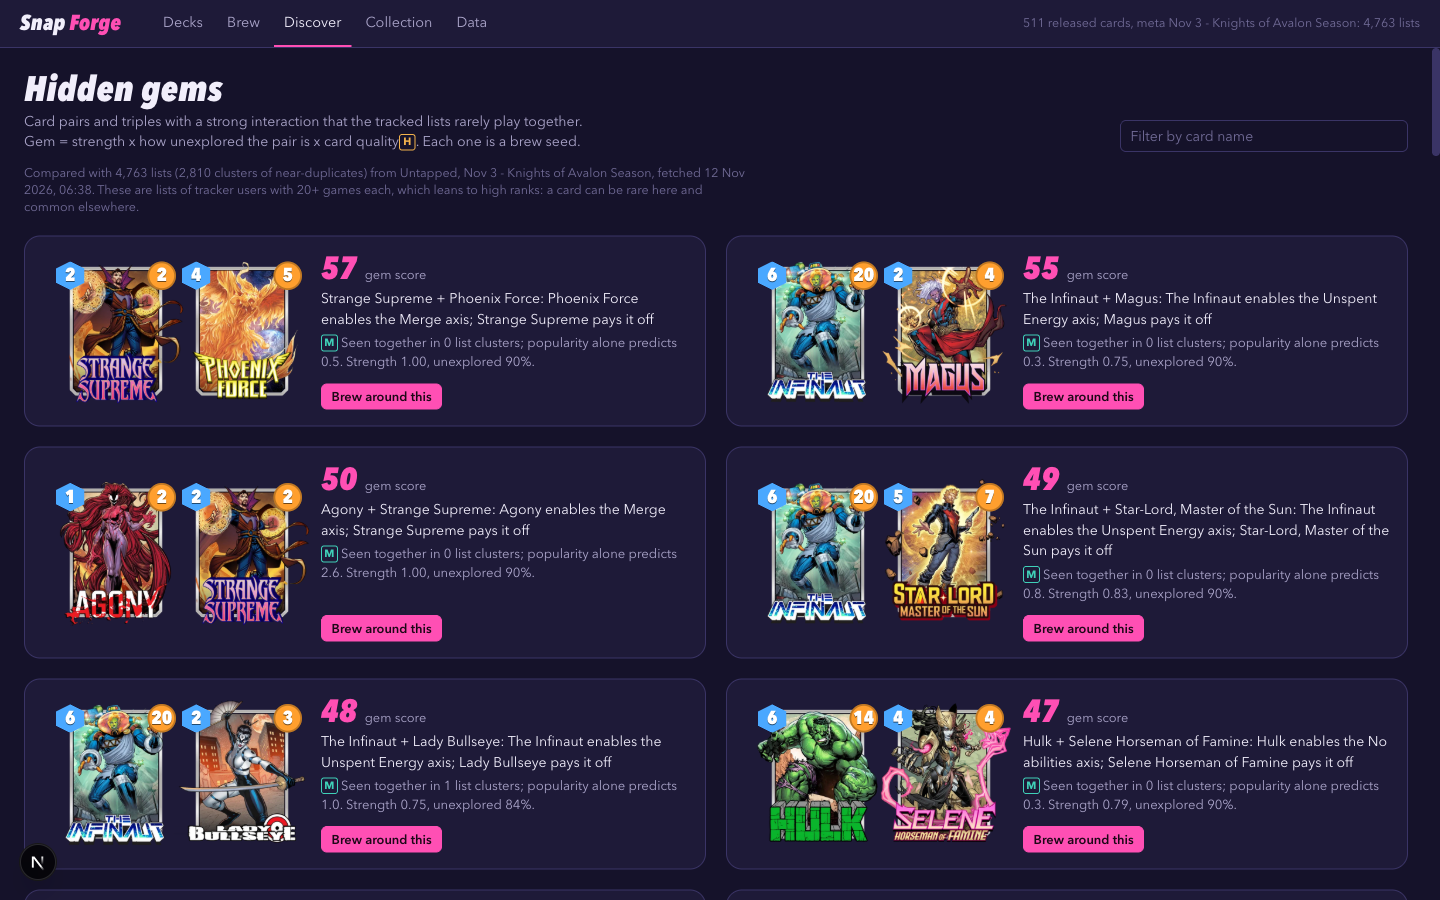 Snap Forge
Decks
Brew
Discover
Collection
Data
511 released cards, meta Nov 3 - Knights of Avalon Season: 4,763 lists
Hidden gems
Card pairs and triples with a strong interaction that the tracked lists rarely play together.
Gem = strength x how unexplored the pair is x card quality H . Each one is a brew seed.
Filter by card name
Compared with 4,763 lists (2,810 clusters of near-duplicates) from Untapped, Nov 3 - Knights of Avalon Season, fetched 12 Nov
2026, 06:38. These are lists of tracker users with 20+ games each, which leans to high ranks: a card can be rare here and
common elsewhere.
2 2 4 5
STRANGE
SUPREME
PHOENIX
FORCE
57 gem score
Strange Supreme + Phoenix Force: Phoenix Force
enables the Merge axis; Strange Supreme pays it off
M Seen together in 0 list clusters; popularity alone predicts
0.5. Strength 1.00, unexplored 90%.
Brew around this
6 20 2 4
THE
INFINAUT
MAGUS
55 gem score
The Infinaut + Magus: The Infinaut enables the Unspent
Energy axis; Magus pays it off
M Seen together in 0 list clusters; popularity alone predicts
0.3. Strength 0.75, unexplored 90%.
Brew around this
1 2 2 2
AGONY
STRANGE
SUPREME
50 gem score
Agony + Strange Supreme: Agony enables the Merge
axis; Strange Supreme pays it off
M Seen together in 0 list clusters; popularity alone predicts
2.6. Strength 1.00, unexplored 90%.
Brew around this
6 20 5 7
THE
INFINAUT
STAR-LORD
MASTER OF THE SUN
49 gem score
The Infinaut + Star-Lord, Master of the Sun: The Infinaut
enables the Unspent Energy axis; Star-Lord, Master of the
Sun pays it off
M Seen together in 0 list clusters; popularity alone predicts
0.8. Strength 0.83, unexplored 90%.
Brew around this
6 20 2 3
THE
INFINAUT
LADY
BULLSEYE
48 gem score
The Infinaut + Lady Bullseye: The Infinaut enables the
Unspent Energy axis; Lady Bullseye pays it off
M Seen together in 1 list clusters; popularity alone predicts
1.0. Strength 0.75, unexplored 84%.
Brew around this
6 14 4 4
HULK
SELENE
HORSEMAN OF FAMINE
47 gem score
Hulk + Selene Horseman of Famine: Hulk enables the No
abilities axis; Selene Horseman of Famine pays it off
M Seen together in 0 list clusters; popularity alone predicts
0.3. Strength 0.79, unexplored 90%.
Brew around this
N